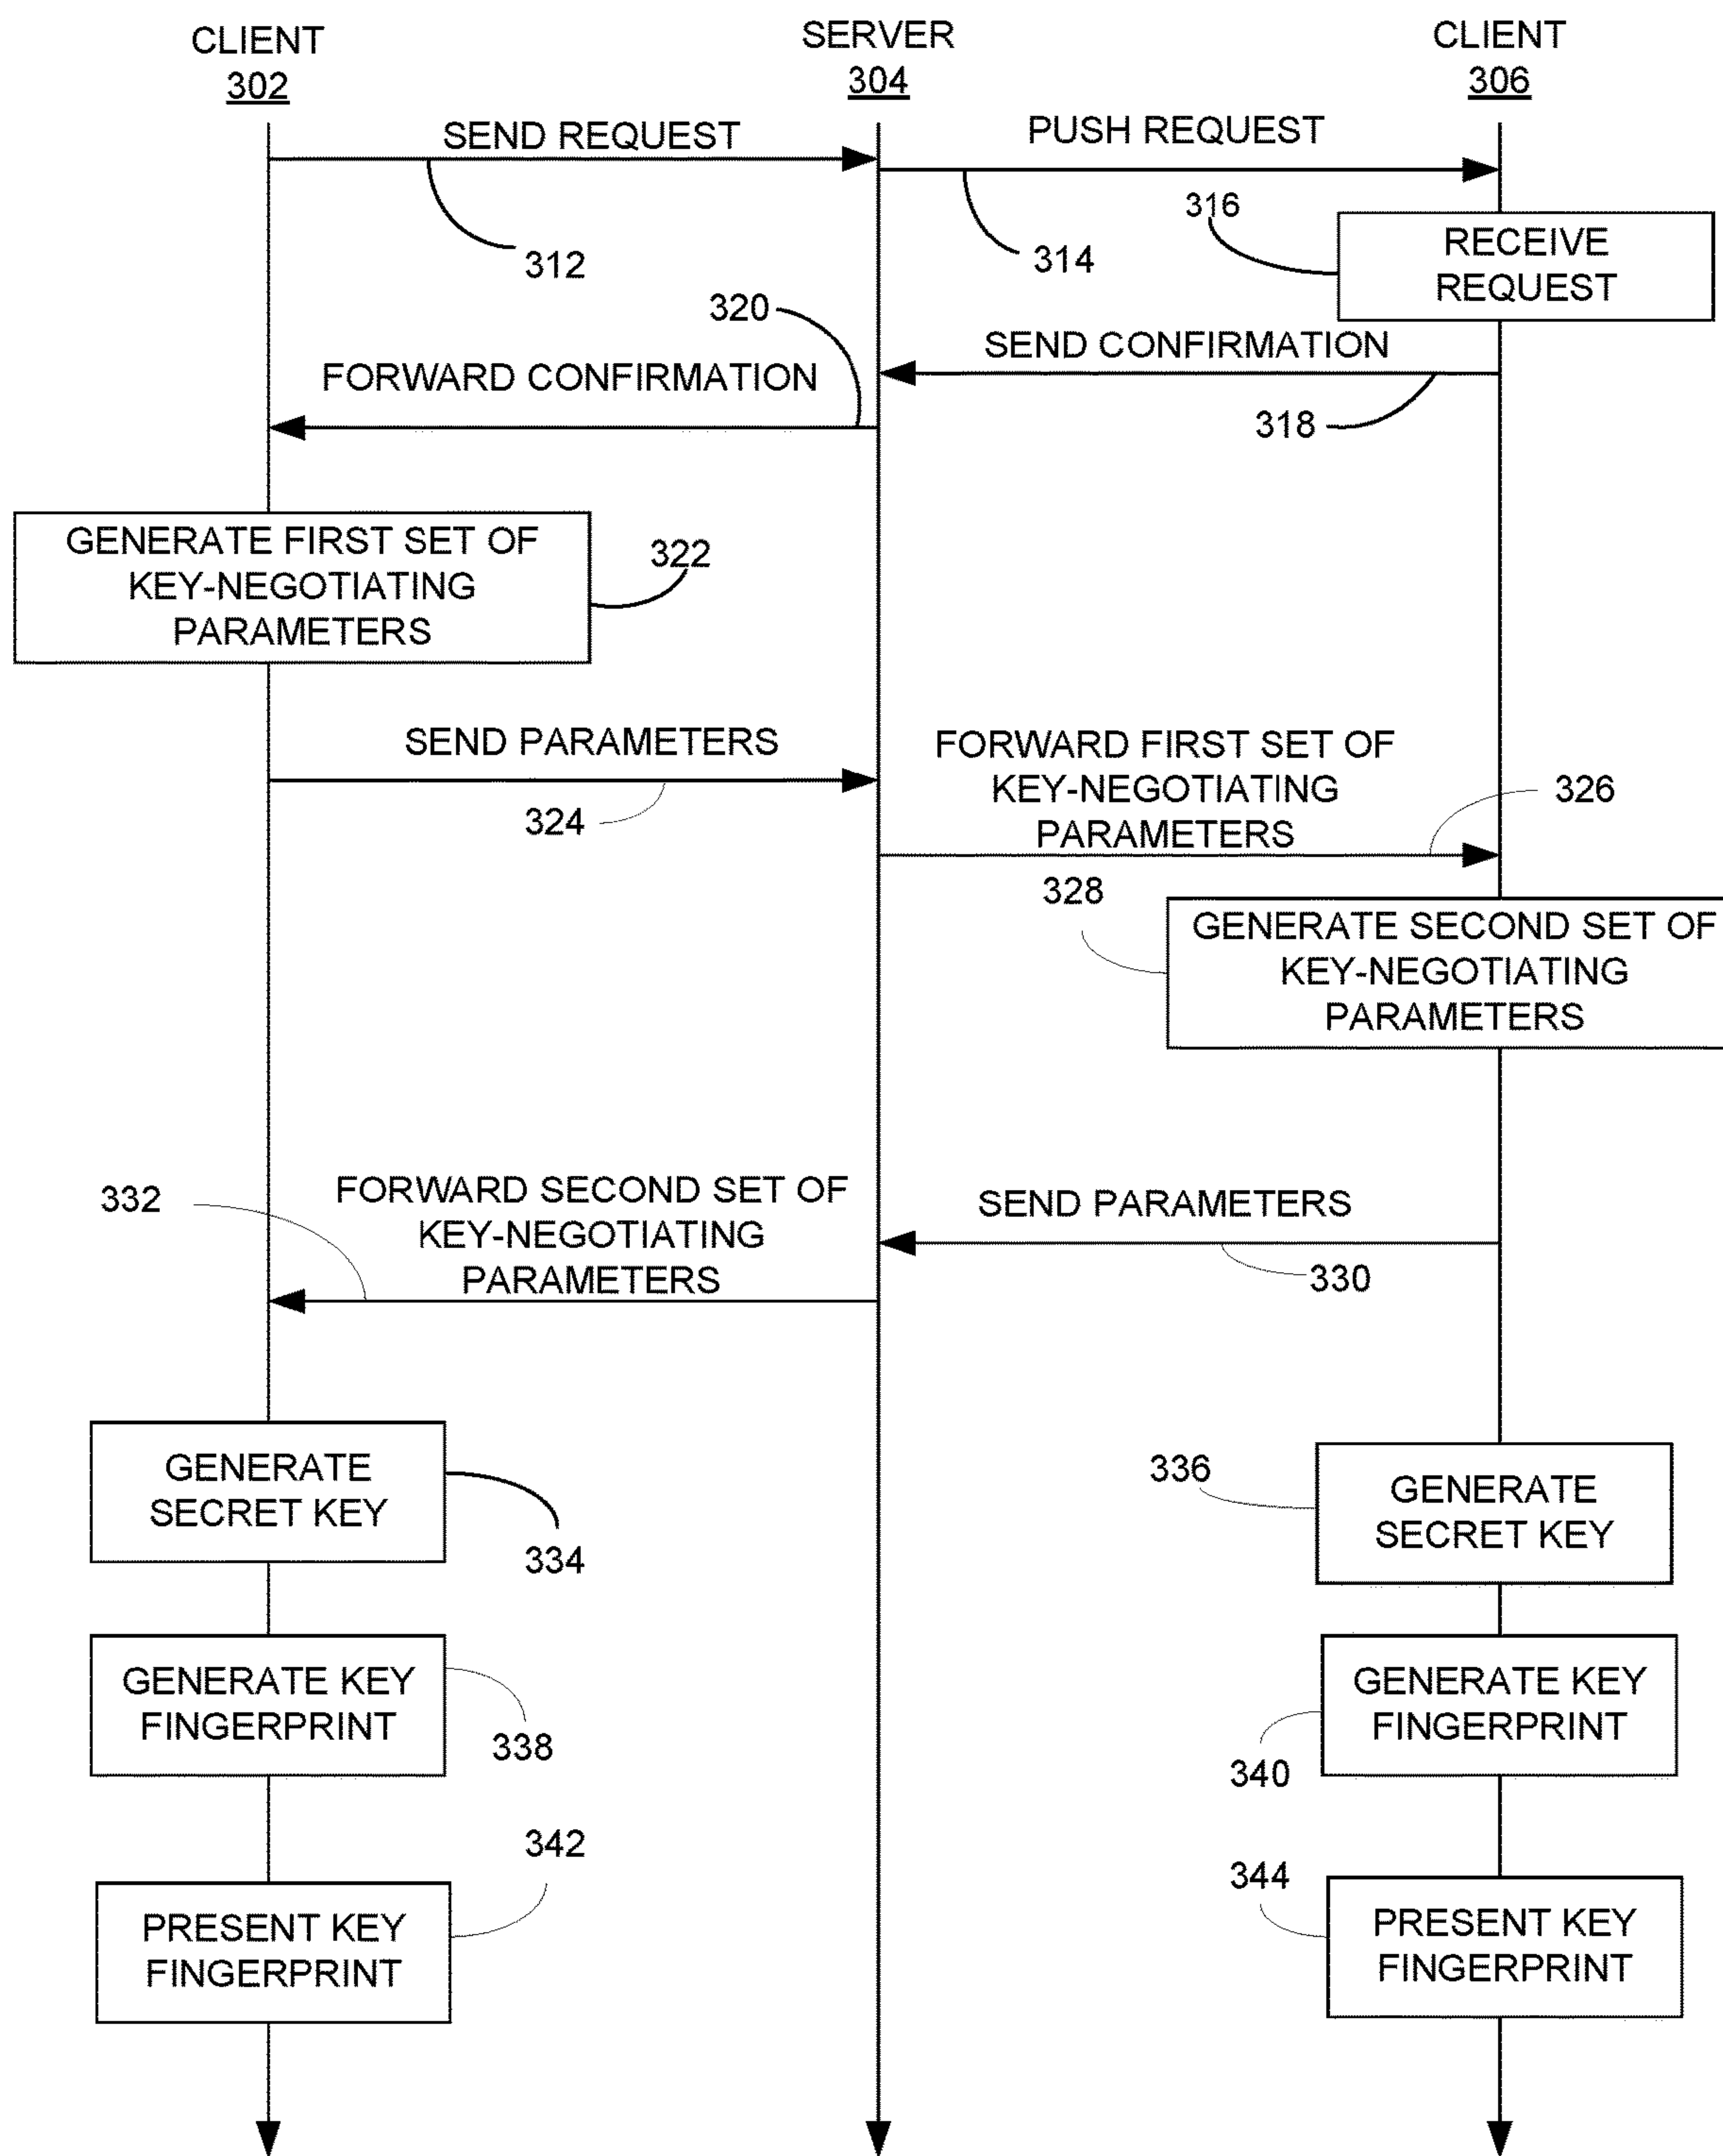 CLIENT
302
SERVER
304
CLIENT
306
SEND REQUEST
PUSH REQUEST
312
314
316
RECEIVE
REQUEST
320
SEND CONFIRMATION
FORWARD CONFIRMATION
318
GENERATE FIRST SET OF
KEY-NEGOTIATING
PARAMETERS
322
SEND PARAMETERS
324
FORWARD FIRST SET OF
KEY-NEGOTIATING
PARAMETERS
326
328
GENERATE SECOND SET OF
KEY-NEGOTIATING
PARAMETERS
332
FORWARD SECOND SET OF
KEY-NEGOTIATING
PARAMETERS
SEND PARAMETERS
330
GENERATE
SECRET KEY
334
336
GENERATE
SECRET KEY
GENERATE KEY
FINGERPRINT
338
GENERATE KEY
FINGERPRINT
340
342
PRESENT KEY
FINGERPRINT
344
PRESENT KEY
FINGERPRINT